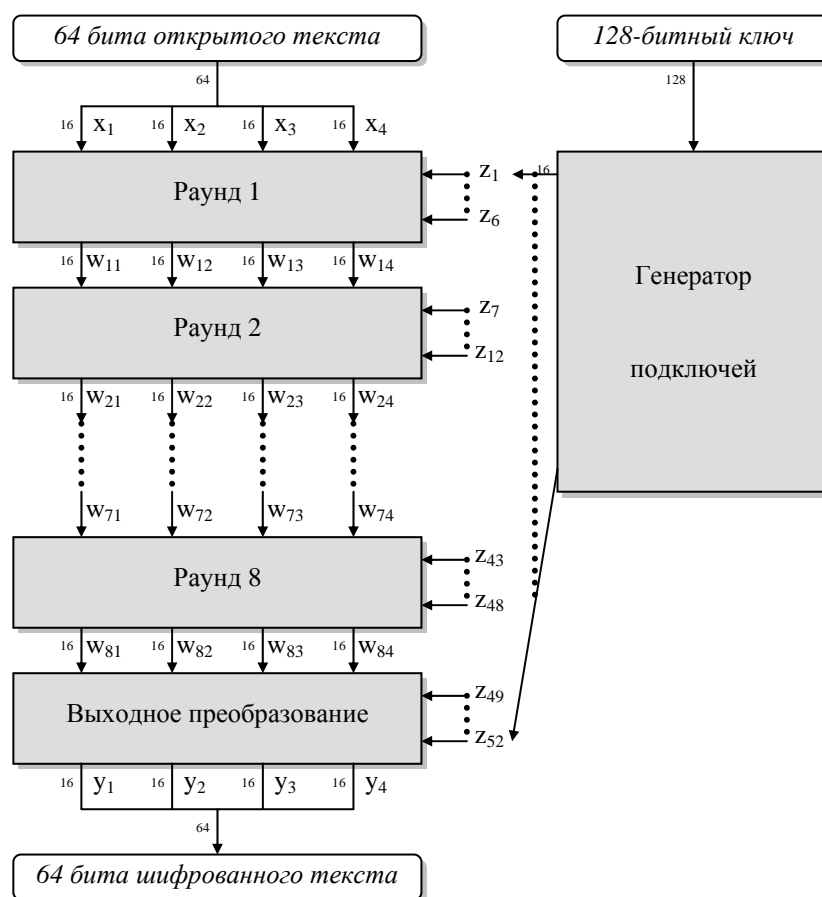 64 бита открытого текста
128-битный ключ
64
128
16 x1 16 x2 16 x3 16 x4
Раунд 1
z1
16
z6
16 w11 16 w12 16 w13 16 w14
Генератор
подключей
Раунд 2
z7
z12
16 w21 16 w22 16 w23 16 w24
w71 w72 w73 w74
Раунд 8
z43
z48
16 w81 16 w82 16 w83 16 w84
Выходное преобразование
z49
z52
16 y1 16 y2 16 y3 16 y4
64
64 бита шифрованного текста